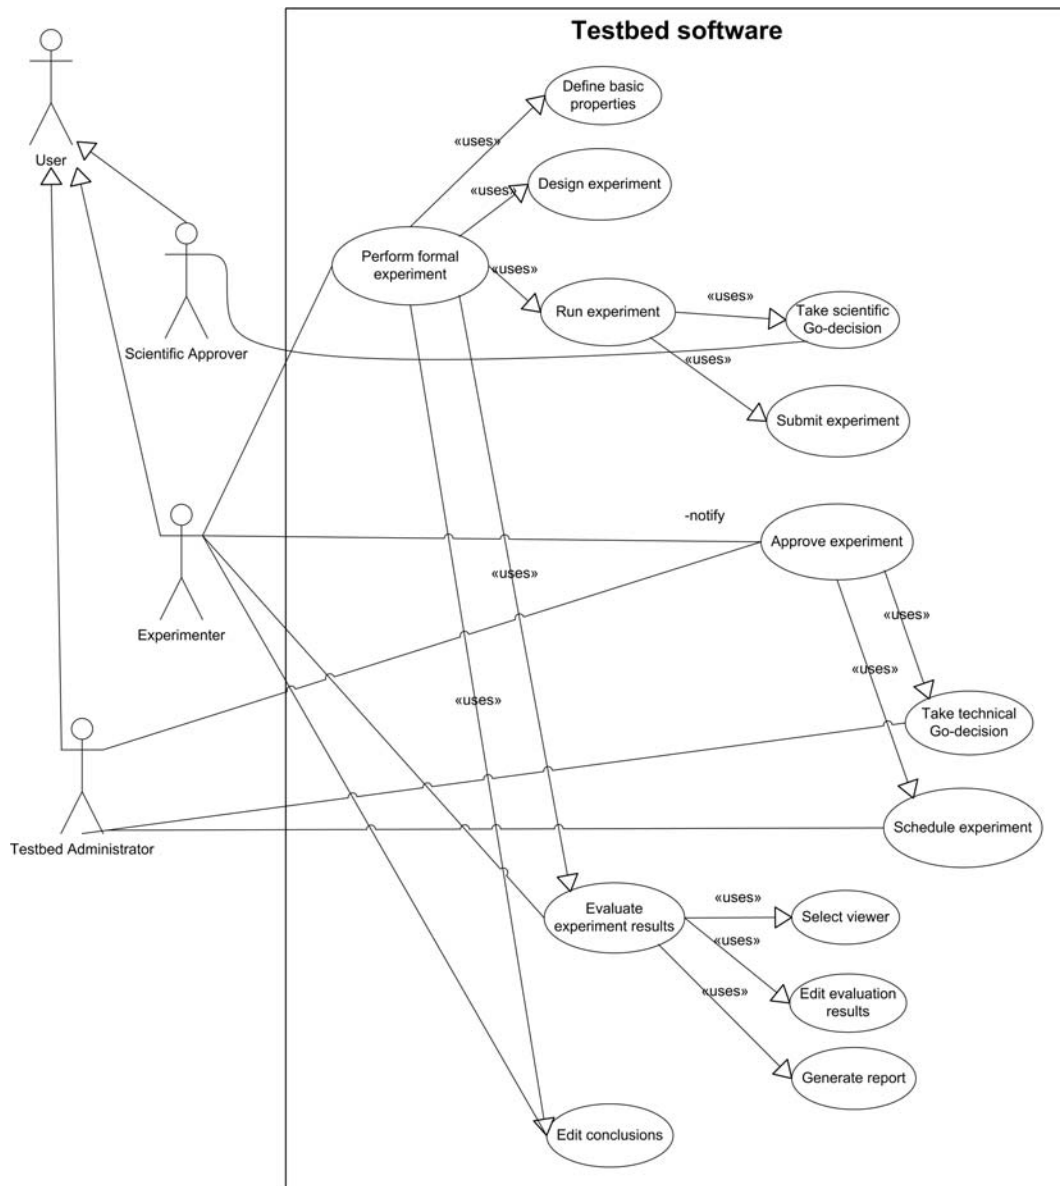 Testbed software
User
Define basic
properties
«uses»
Design experiment
«uses»
Perform formal
experiment
«uses»
Run experiment
«uses»
Take scientific
Go-decision
Scientific Approver
«uses»
Submit experiment
-notify
Approve experiment
Experimenter
«uses»
«uses»
«uses»
«uses»
Take technical
Go-decision
Testbed Administrator
Schedule experiment
Evaluate
experiment results
«uses»
Select viewer
«uses»
Edit evaluation
results
«uses»
Generate report
Edit conclusions